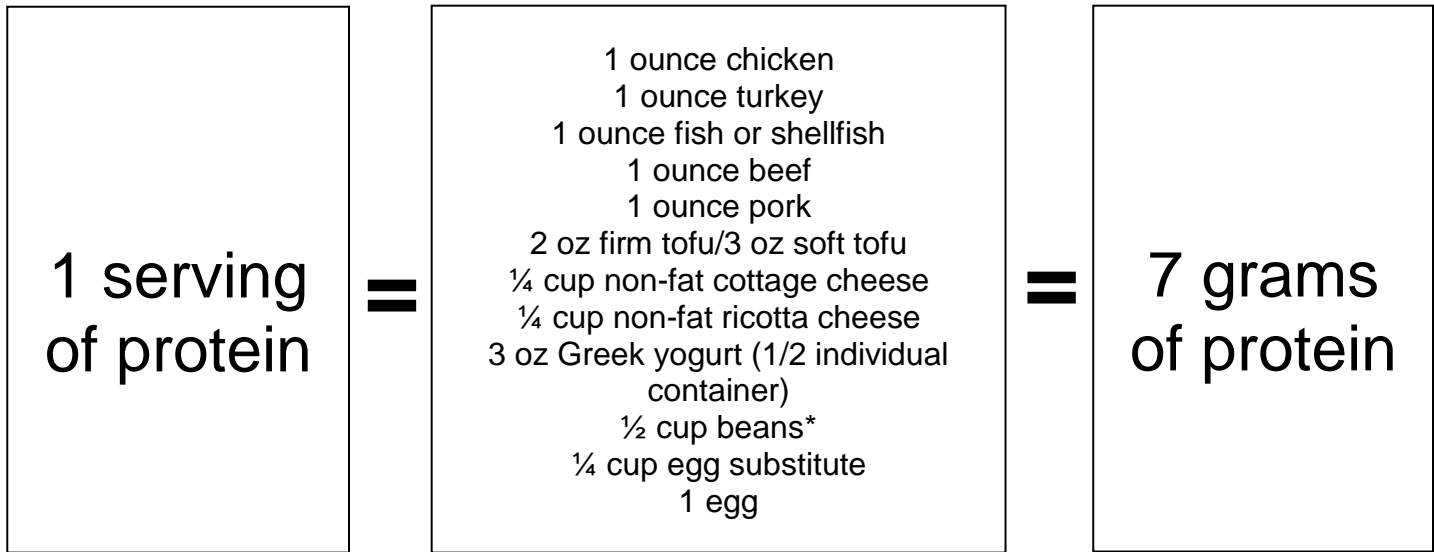 1 serving
of protein
=
1 ounce chicken
1 ounce turkey
1 ounce fish or shellfish
1 ounce beef
1 ounce pork
2 oz firm tofu/3 oz soft tofu
¼ cup non-fat cottage cheese
¼ cup non-fat ricotta cheese
3 oz Greek yogurt (1/2 individual
container)
½ cup beans*
¼ cup egg substitute
1 egg
=
7 grams
of protein